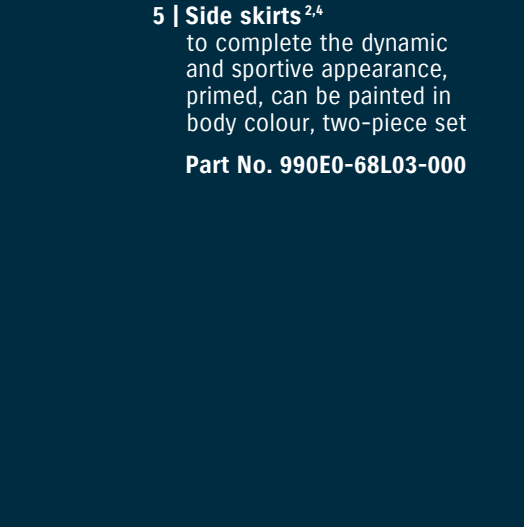 5 | Side skirts 2,4
to complete the dynamic
and sportive appearance,
primed, can be painted in
body colour, two-piece set
Part No. 990E0-68L03-000